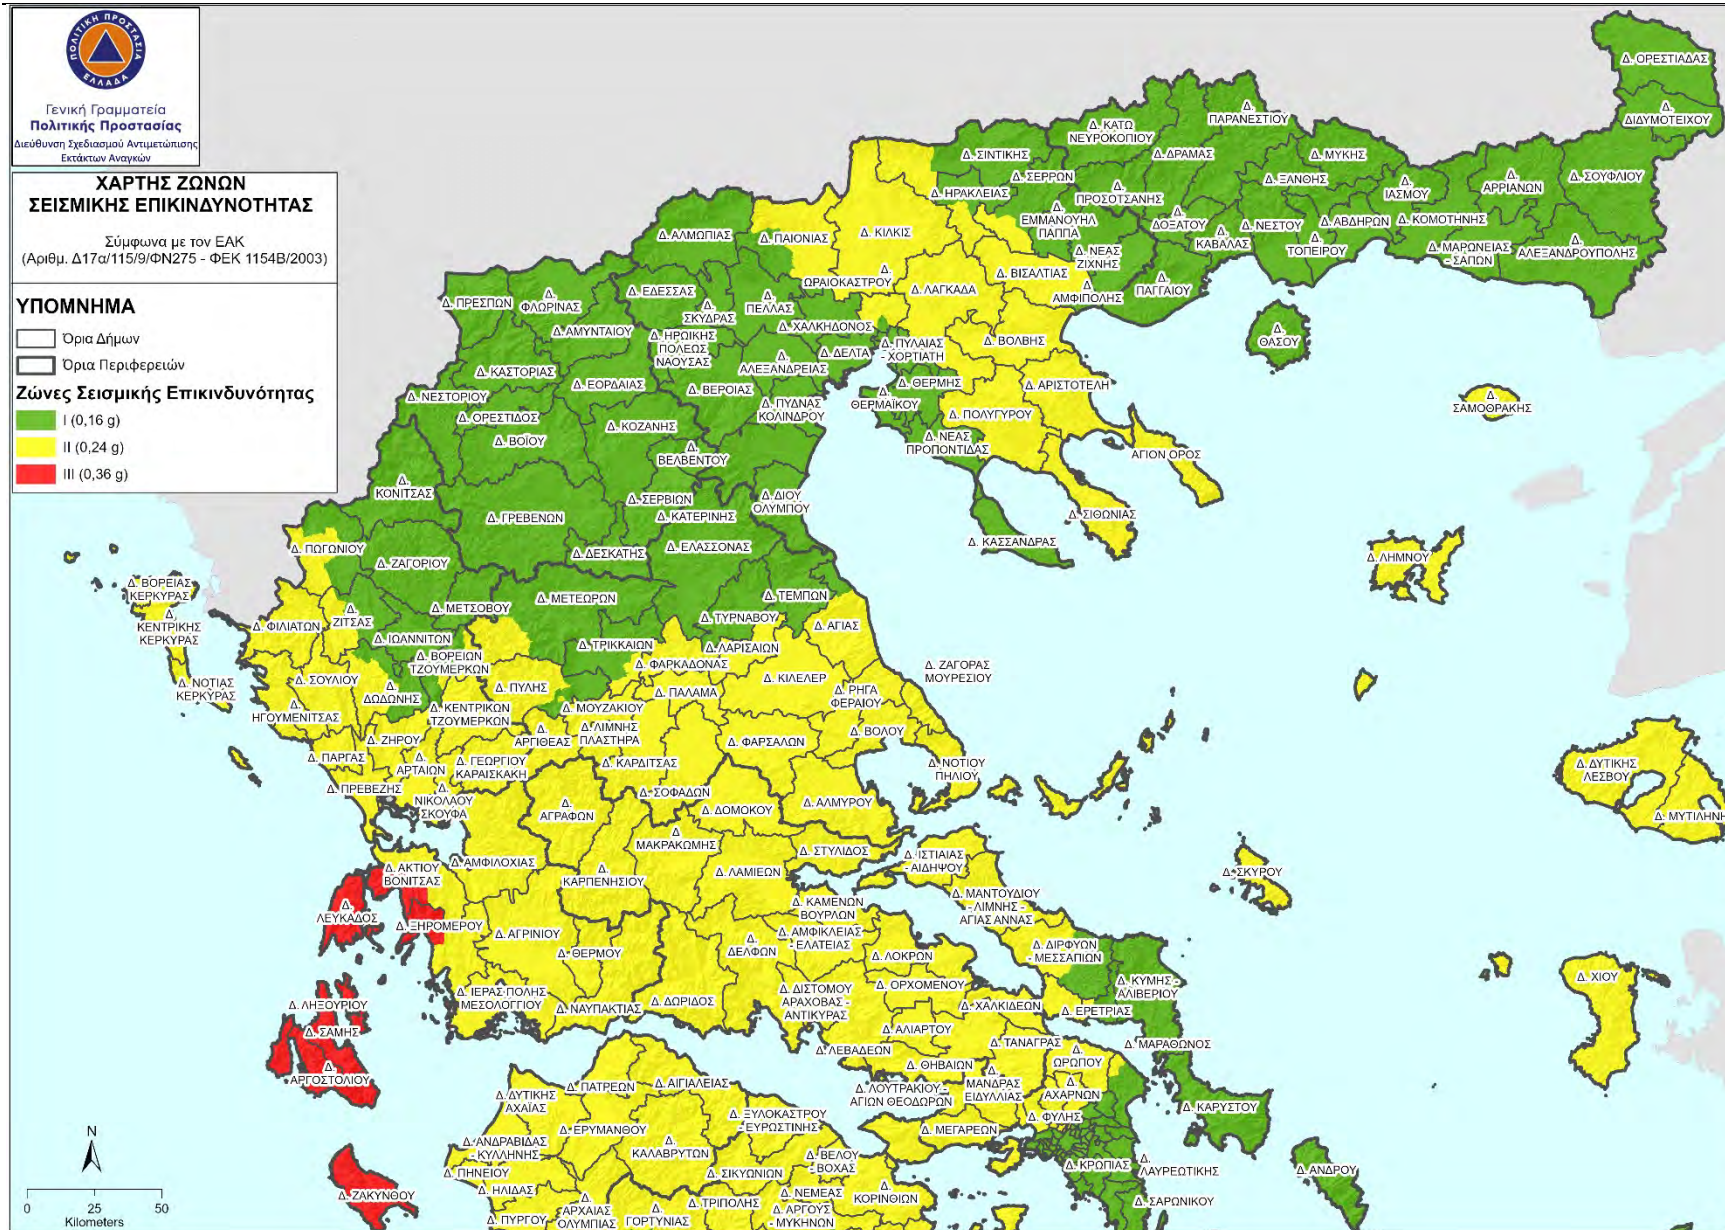 ΠΟΛΙΤΙΚΗ ΠΡΟΣΤΑΣΙΑ
ΕΛΛΑΔΑ
Γενική Γραμματεία
Πολιτικής Προστασίας
Διεύθυνση Σχεδιασμού Αντιμετώπισης
Εκτάκτων Αναγκών
ΧΑΡΤΗΣ ΖΩΝΩΝ
ΣΕΙΣΜΙΚΗΣ ΕΠΙΚΙΝΔΥΝΟΤΗΤΑΣ
Σύμφωνα με τον ΕΑΚ
(Αριθμ. Δ17α/115/9/ΦΝ275 - ΦΕΚ 1154Β/2003)
ΥΠΟΜΝΗΜΑ
Όρια Δήμων
Όρια Περιφερειών
Ζώνες Σεισμικής Επικινδυνότητας
I (0,16 g)
II (0,24 g)
III (0,36 g)
Δ. ΟΡΕΣΤΙΑΔΑΣ
Δ.
ΔΙΔΥΜΟΤΕΙΧΟΥ
Δ.
ΠΑΡΑΝΕΣΤΙΟΥ
Δ. ΚΑΤΩ
ΝΕΥΡΟΚΟΠΙΟΥ
Δ. ΣΙΝΤΙΚΗΣ
Δ. ΔΡΑΜΑΣ
Δ. ΜΥΚΗΣ
Δ. ΣΕΡΡΩΝ
Δ. ΞΑΝΘΗΣ
Δ.
ΙΑΣΜΟΥ
Δ.
ΑΡΡΙΑΝΩΝ
Δ. ΣΟΥΦΛΙΟΥ
Δ. ΗΡΑΚΛΕΙΑΣ
Δ.
ΠΡΟΣΟΤΣΑΝΗΣ
Δ.
ΕΜΜΑΝΟΥΗΛ
ΠΑΠΠΑ
Δ.
ΔΟΞΑΤΟΥ
Δ. ΝΕΣΤΟΥ
Δ. ΑΒΔΗΡΩΝ
Δ. ΚΟΜΟΤΗΝΗΣ
Δ. ΑΛΜΩΠΙΑΣ
Δ. ΠΑΙΟΝΙΑΣ
Δ. ΚΙΛΚΙΣ
Δ. ΝΕΑΣ
ΖΙΧΝΗΣ
Δ.
ΚΑΒΑΛΑΣ
Δ.
ΤΟΠΕΙΡΟΥ
Δ. ΜΑΡΩΝΕΙΑΣ
- ΣΑΠΩΝ
Δ.
ΑΛΕΞΑΝΔΡΟΥΠΟΛΗΣ
Δ.
ΩΡΑΙΟΚΑΣΤΡΟΥ
Δ. ΒΙΣΑΛΤΙΑΣ
Δ.
ΑΜΦΙΠΟΛΗΣ
Δ.
ΠΑΓΓΑΙΟΥ
Δ. ΛΑΓΚΑΔΑ
Δ. ΠΡΕΣΠΩΝ
Δ.
ΦΛΩΡΙΝΑΣ
Δ. ΕΔΕΣΣΑΣ
Δ.
ΣΚΥΔΡΑΣ
Δ.
ΠΕΛΛΑΣ
Δ. ΑΜΥΝΤΑΙΟΥ
Δ. ΗΡΩΙΚΗΣ
ΠΟΛΕΩΣ
ΝΑΟΥΣΑΣ
Δ. ΧΑΛΚΗΔΟΝΟΣ
Δ. ΔΕΛΤΑ
Δ. ΠΥΛΑΙΑΣ
- ΧΟΡΤΙΑΤΗ
Δ. ΒΟΛΒΗΣ
Δ.
ΘΑΣΟΥ
Δ. ΚΑΣΤΟΡΙΑΣ
Δ. ΕΟΡΔΑΙΑΣ
Δ.
ΑΛΕΞΑΝΔΡΕΙΑΣ
Δ. ΒΕΡΟΙΑΣ
Δ. ΘΕΡΜΗΣ
Δ.
ΘΕΡΜΑΪΚΟΥ
Δ. ΑΡΙΣΤΟΤΕΛΗ
Δ.
ΣΑΜΟΘΡΑΚΗΣ
Δ. ΝΕΣΤΟΡΙΟΥ
Δ. ΟΡΕΣΤΙΔΟΣ
Δ. ΠΥΔΝΑΣ
ΚΟΛΙΝΔΡΟΥ
Δ. ΠΟΛΥΓΥΡΟΥ
Δ. ΒΟΪΟΥ
Δ. ΚΟΖΑΝΗΣ
Δ.
ΒΕΛΒΕΝΤΟΥ
Δ. ΝΕΑΣ
ΠΡΟΠΟΝΤΙΔΑΣ
ΑΓΙΟΝ ΟΡΟΣ
Δ.
ΚΟΝΙΤΣΑΣ
Δ. ΣΕΡΒΙΩΝ
Δ. ΔΙΟΥ
ΟΛΥΜΠΟΥ
Δ. ΚΑΤΕΡΙΝΗΣ
Δ. ΓΡΕΒΕΝΩΝ
Δ. ΣΙΘΩΝΙΑΣ
Δ. ΚΑΣΣΑΝΔΡΑΣ
Δ. ΠΩΓΩΝΙΟΥ
Δ. ΖΑΓΟΡΙΟΥ
Δ. ΔΕΣΚΑΤΗΣ
Δ. ΕΛΑΣΣΟΝΑΣ
Δ. ΛΗΜΝΟΥ
Δ. ΒΟΡΕΙΑΣ
ΚΕΡΚΥΡΑΣ
Δ.
ΚΕΝΤΡΙΚΗΣ
ΚΕΡΚΥΡΑΣ
Δ. ΦΙΛΙΑΤΩΝ
Δ.
ΖΙΤΣΑΣ
Δ. ΜΕΤΣΟΒΟΥ
Δ. ΜΕΤΕΩΡΩΝ
Δ. ΤΕΜΠΩΝ
Δ. ΤΥΡΝΑΒΟΥ
Δ. ΑΓΙΑΣ
Δ. ΙΩΑΝΝΙΤΩΝ
Δ. ΒΟΡΕΙΩΝ
ΤΖΟΥΜΕΡΚΩΝ
Δ. ΤΡΙΚΚΑΙΩΝ
Δ. ΛΑΡΙΣΑΙΩΝ
Δ. ΦΑΡΚΑΔΟΝΑΣ
Δ. ΚΙΛΕΛΕΡ
Δ. ΖΑΓΟΡΑΣ
ΜΟΥΡΕΣΙΟΥ
Δ. ΝΟΤΙΑΣ
ΚΕΡΚΥΡΑΣ
Δ. ΣΟΥΛΙΟΥ
Δ.
ΔΩΔΩΝΗΣ
Δ. ΠΥΛΗΣ
Δ. ΠΑΛΑΜΑ
Δ. ΡΗΓΑ
ΦΕΡΑΙΟΥ
Δ.
ΗΓΟΥΜΕΝΙΤΣΑΣ
Δ. ΚΕΝΤΡΙΚΩΝ
ΤΖΟΥΜΕΡΚΩΝ
Δ. ΜΟΥΖΑΚΙΟΥ
Δ.
ΑΡΓΙΘΕΑΣ
Δ. ΛΙΜΝΗΣ
ΠΛΑΣΤΗΡΑ
Δ. ΦΑΡΣΑΛΩΝ
Δ. ΒΟΛΟΥ
Δ. ΖΗΡΟΥ
Δ. ΠΑΡΓΑΣ
Δ.
ΑΡΤΑΙΩΝ
Δ. ΓΕΩΡΓΙΟΥ
ΚΑΡΑΙΣΚΑΚΗ
Δ. ΚΑΡΔΙΤΣΑΣ
Δ. ΝΟΤΙΟΥ
ΠΗΛΙΟΥ
Δ. ΔΥΤΙΚΗΣ
ΛΕΣΒΟΥ
Δ. ΠΡΕΒΕΖΗΣ
Δ.
ΝΙΚΟΛΑΟΥ
ΣΚΟΥΦΑ
Δ.
ΑΓΡΑΦΩΝ
Δ. ΣΟΦΑΔΩΝ
Δ. ΔΟΜΟΚΟΥ
Δ. ΑΛΜΥΡΟΥ
Δ. ΜΥΤΙΛΗΝΗ
Δ
ΜΑΚΡΑΚΩΜΗΣ
Δ. ΣΤΥΛΙΔΟΣ
Δ. ΙΣΤΙΑΙΑΣ
- ΑΙΔΗΨΟΥ
Δ. ΑΚΤΙΟΥ
ΒΟΝΙΤΣΑΣ
Δ. ΑΜΦΙΛΟΧΙΑΣ
Δ.
ΚΑΡΠΕΝΗΣΙΟΥ
Δ. ΛΑΜΙΕΩΝ
Δ. ΣΚΥΡΟΥ
Δ.
ΛΕΥΚΑΔΟΣ
Δ. ΞΗΡΟΜΕΡΟΥ
Δ. ΚΑΜΕΝΩΝ
ΒΟΥΡΛΩΝ
Δ. ΜΑΝΤΟΥΔΙΟΥ
- ΛΙΜΝΗΣ -
ΑΓΙΑΣ ΑΝΝΑΣ
Δ. ΑΓΡΙΝΙΟΥ
Δ. ΘΕΡΜΟΥ
Δ.
ΔΕΛΦΩΝ
Δ. ΑΜΦΙΚΛΕΙΑΣ
- ΕΛΑΤΕΙΑΣ
Δ. ΛΟΚΡΩΝ
Δ. ΔΙΡΦΥΩΝ
- ΜΕΣΣΑΠΙΩΝ
Δ. ΚΥΜΗΣ -
ΑΛΙΒΕΡΙΟΥ
Δ. ΧΙΟΥ
Δ. ΙΕΡΑΣ ΠΟΛΗΣ
ΜΕΣΟΛΟΓΓΙΟΥ
Δ. ΝΑΥΠΑΚΤΙΑΣ
Δ. ΔΩΡΙΔΟΣ
Δ. ΔΙΣΤΟΜΟΥ
ΑΡΑΧΟΒΑΣ -
ΑΝΤΙΚΥΡΑΣ
Δ. ΟΡΧΟΜΕΝΟΥ
Δ. ΧΑΛΚΙΔΕΩΝ
Δ. ΕΡΕΤΡΙΑΣ
Δ. ΛΗΞΟΥΡΙΟΥ
Δ. ΣΑΜΗΣ
Δ.
ΑΡΓΟΣΤΟΛΙΟΥ
Δ. ΑΛΙΑΡΤΟΥ
Δ. ΛΕΒΑΔΕΩΝ
Δ. ΤΑΝΑΓΡΑΣ
Δ. ΜΑΡΑΘΩΝΟΣ
Δ. ΘΗΒΑΙΩΝ
Δ.
ΩΡΩΠΟΥ
Δ. ΠΑΤΡΕΩΝ
Δ. ΑΙΓΙΑΛΕΙΑΣ
Δ. ΛΟΥΤΡΑΚΙΟΥ -
ΑΓΙΩΝ ΘΕΟΔΩΡΩΝ
Δ.
ΜΑΝΔΡΑΣ
ΕΙΔΥΛΛΙΑΣ
Δ.
ΑΧΑΡΝΩΝ
Δ. ΔΥΤΙΚΗΣ
ΑΧΑΪΑΣ
Δ. ΞΥΛΟΚΑΣΤΡΟΥ
- ΕΥΡΩΣΤΙΝΗΣ
Δ. ΦΥΛΗΣ
Δ. ΚΑΡΥΣΤΟΥ
Δ. ΕΡΥΜΑΝΘΟΥ
Δ. ΜΕΓΑΡΕΩΝ
Δ. ΑΝΔΡΑΒΙΔΑΣ
- ΚΥΛΛΗΝΗΣ
Δ.
ΚΑΛΑΒΡΥΤΩΝ
Δ. ΒΕΛΟΥ
- ΒΟΧΑΣ
Δ. ΠΗΝΕΙΟΥ
Δ. ΣΙΚΥΩΝΙΩΝ
Δ. ΚΡΩΠΙΑΣ
Δ.
ΛΑΥΡΕΩΤΙΚΗΣ
Δ. ΑΝΔΡΟΥ
Δ. ΖΑΚΥΝΘΟΥ
Δ. ΗΛΙΔΑΣ
Δ. ΝΕΜΕΑΣ
Δ.
ΚΟΡΙΝΘΙΩΝ
Δ. ΤΡΙΠΟΛΗΣ
Δ. ΣΑΡΩΝΙΚΟΥ
Δ. ΠΥΡΓΟΥ
Δ.
ΑΡΧΑΙΑΣ
ΟΛΥΜΠΙΑΣ
Δ.
ΓΟΡΤΥΝΙΑΣ
Δ. ΑΡΓΟΥΣ
- ΜΥΚΗΝΩΝ
N
0 25 50
Kilometers